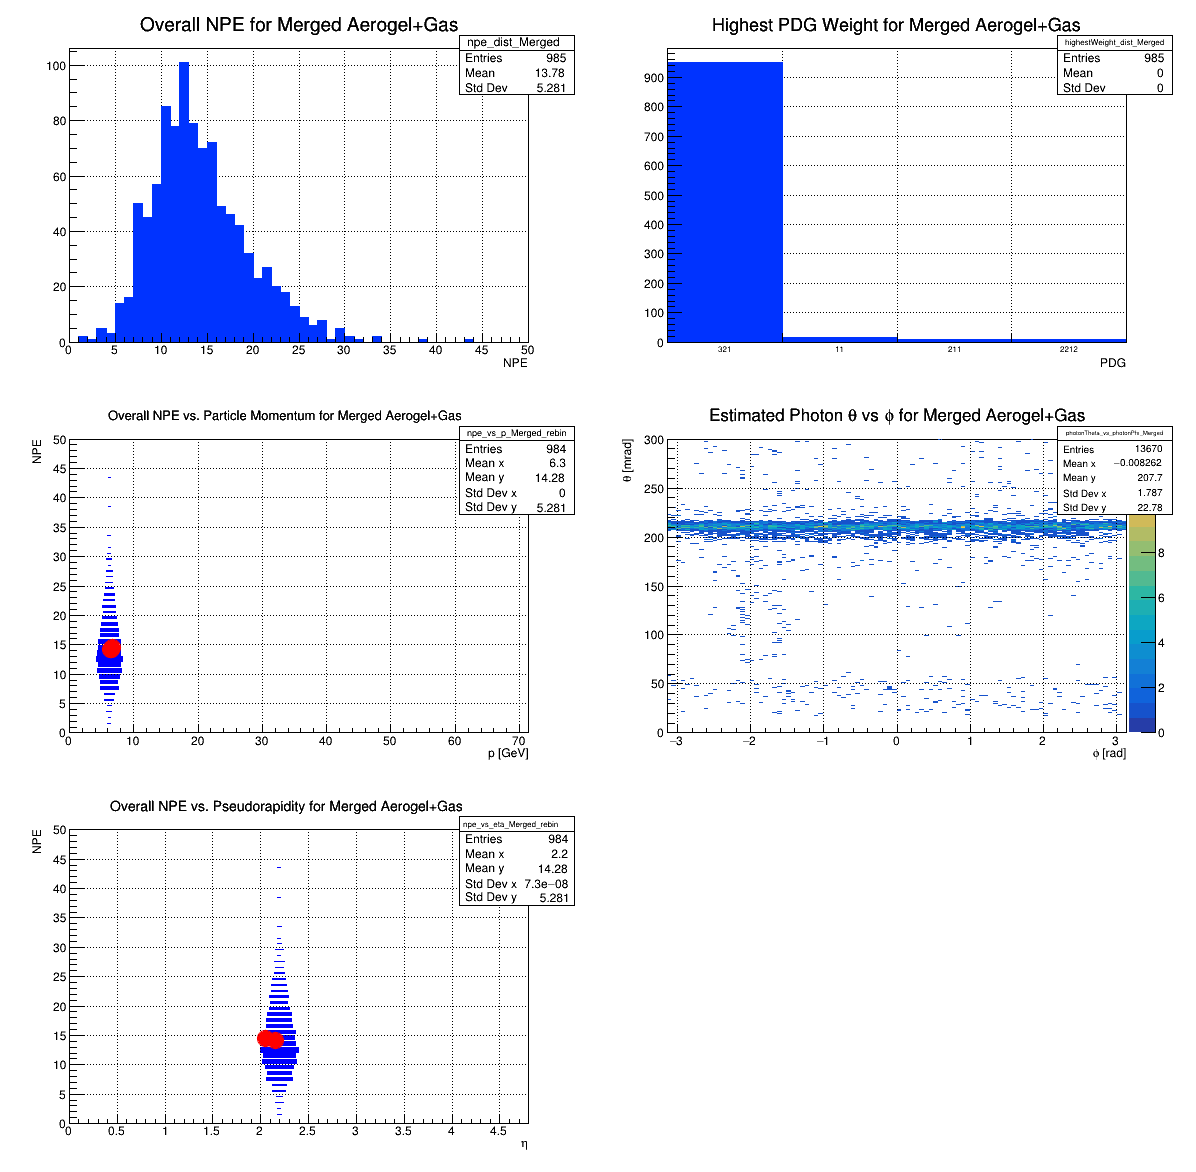 Overall NPE for Merged Aerogel+Gas
npe_dist_Merged
Entries 985
Mean 13.78
Std Dev 5.281
100
80
60
40
20
0
0 5 10 15 20 25 30 35 40 45 50
NPE
Highest PDG Weight for Merged Aerogel+Gas
highestWeight_dist_Merged
Entries 985
Mean 0
Std Dev 0
900
800
700
600
500
400
300
200
100
0
321 11 211 2212
PDG
Overall NPE vs. Particle Momentum for Merged Aerogel+Gas
NPE
npe_vs_p_Merged_rebin
Entries 984
Mean x 6.3
Mean y 14.28
Std Dev x 0
Std Dev y 5.281
50
45
40
35
30
25
20
15
10
5
0
0 10 20 30 40 50 60 70
p [GeV]
Estimated Photon θ vs ϕ for Merged Aerogel+Gas
θ [mrad]
photonTheta_vs_photonPhi_Merged
Entries 13670
Mean x −0.008262
Mean y 207.7
Std Dev x 1.787
Std Dev y 22.78
300
250
200
150
100
50
0
−3 −2 −1 0 1 2 3
ϕ [rad]
8
6
4
2
0
Overall NPE vs. Pseudorapidity for Merged Aerogel+Gas
NPE
npe_vs_eta_Merged_rebin
Entries 984
Mean x 2.2
Mean y 14.28
Std Dev x 7.3e−08
Std Dev y 5.281
50
45
40
35
30
25
20
15
10
5
0
0 0.5 1 1.5 2 2.5 3 3.5 4 4.5
η